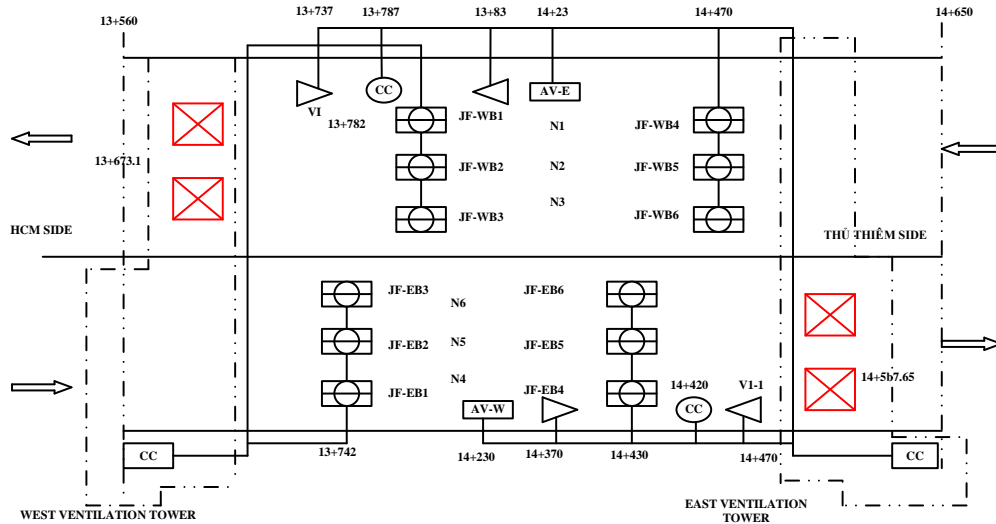 13+560
13+737
13+787
13+83
14+23
14+470
14+650
CC
AV-E
VI
13+782
JF-WB1
N1
JF-WB4
13+673.1
JF-WB2
N2
JF-WB5
JF-WB3
N3
JF-WB6
HCM SIDE
THỦ THIÊM SIDE
JF-EB3
N6
JF-EB6
JF-EB2
N5
JF-EB5
JF-EB1
N4
JF-EB4
14+420
V1-1
14+5b7.65
AV-W
CC
CC
13+742
14+230
14+370
14+430
14+470
CC
WEST VENTILATION TOWER
EAST VENTILATION
TOWER